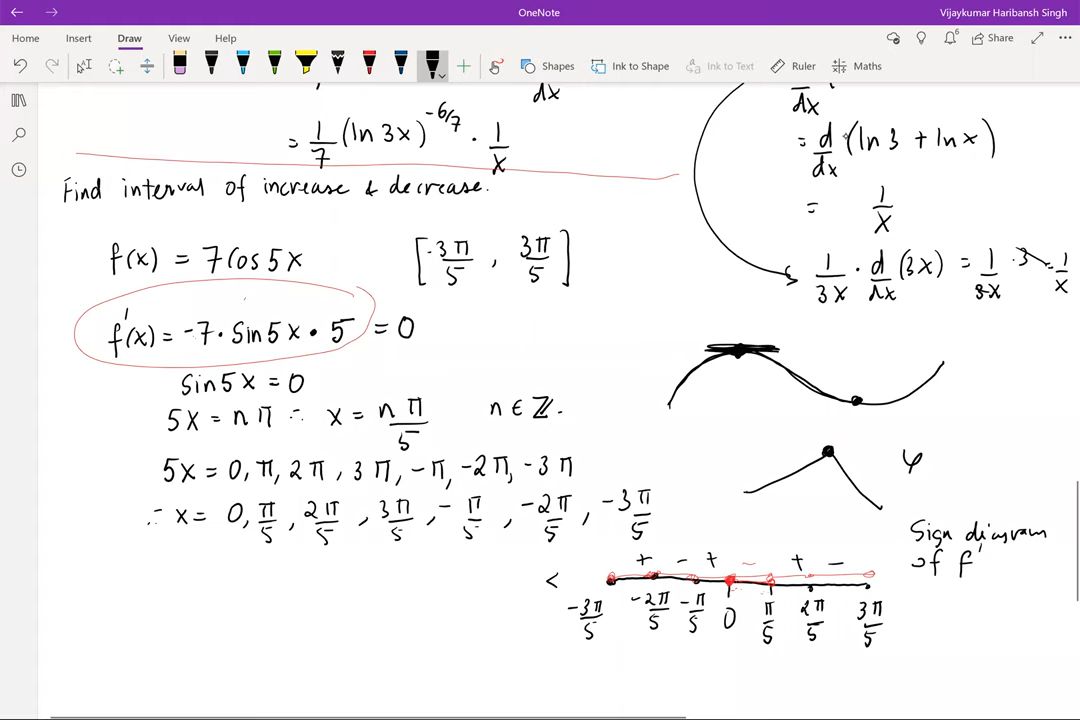 OneNote
Vijaykumar Haribansh Singh
Home Insert Draw View Help
6 Share
Shapes Ink to Shape Ink to Text Ruler Maths
dx
= 1/7 (ln 3x)^(-6/7) · 1/x
Find interval of increase & decrease.
f(x) = 7 Cos 5x [-3π/5, 3π/5]
f'(x) = -7 · Sin 5x · 5 = 0
Sin 5x = 0
5x = nπ ∴ x = nπ/5 n ∈ ℤ.
5x = 0, π, 2π, 3π, -π, -2π, -3π
∴ x = 0, π/5, 2π/5, 3π/5, -π/5, -2π/5, -3π/5
dx
= d/dx (ln 3 + ln x)
= 1/x
1/3x · d/dx (3x) = 1/3x · 3 = 1/x
Sign diagram
of f'
+ - + - + -
<
-3π/5 -2π/5 -π/5 0 π/5 2π/5 3π/5